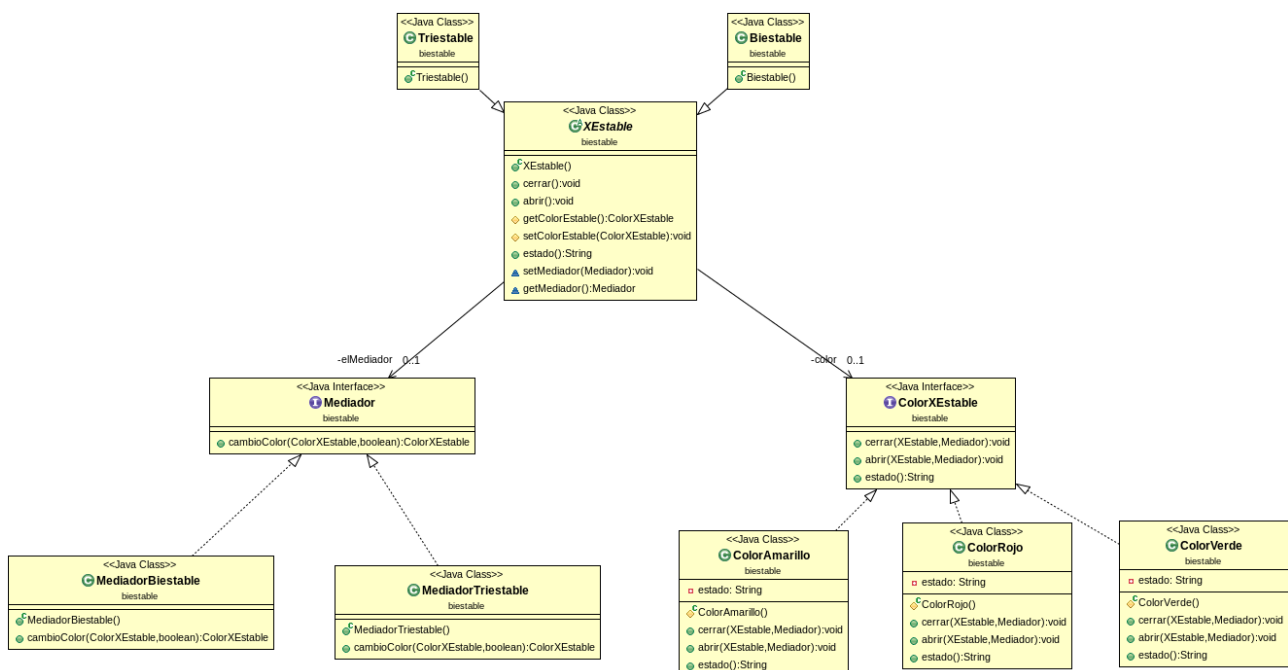 <<Java Class>>
Triestable
biestable
Triestable()
<<Java Class>>
Biestable
biestable
Biestable()
<<Java Class>>
XEstable
biestable
XEstable()
cerrar():void
abrir():void
getColorEstable():ColorXEstable
setColorEstable(ColorXEstable):void
estado():String
setMediador(Mediador):void
getMediador():Mediador
-elMediador 0..1
-color 0..1
<<Java Interface>>
Mediador
biestable
cambioColor(ColorXEstable,boolean):ColorXEstable
<<Java Interface>>
ColorXEstable
biestable
cerrar(XEstable,Mediador):void
abrir(XEstable,Mediador):void
estado():String
<<Java Class>>
MediadorBiestable
biestable
MediadorBiestable()
cambioColor(ColorXEstable,boolean):ColorXEstable
<<Java Class>>
MediadorTriestable
biestable
MediadorTriestable()
cambioColor(ColorXEstable,boolean):ColorXEstable
<<Java Class>>
ColorAmarillo
biestable
estado: String
ColorAmarillo()
cerrar(XEstable,Mediador):void
abrir(XEstable,Mediador):void
estado():String
<<Java Class>>
ColorRojo
biestable
estado: String
ColorRojo()
cerrar(XEstable,Mediador):void
abrir(XEstable,Mediador):void
estado():String
<<Java Class>>
ColorVerde
biestable
estado: String
ColorVerde()
cerrar(XEstable,Mediador):void
abrir(XEstable,Mediador):void
estado():String